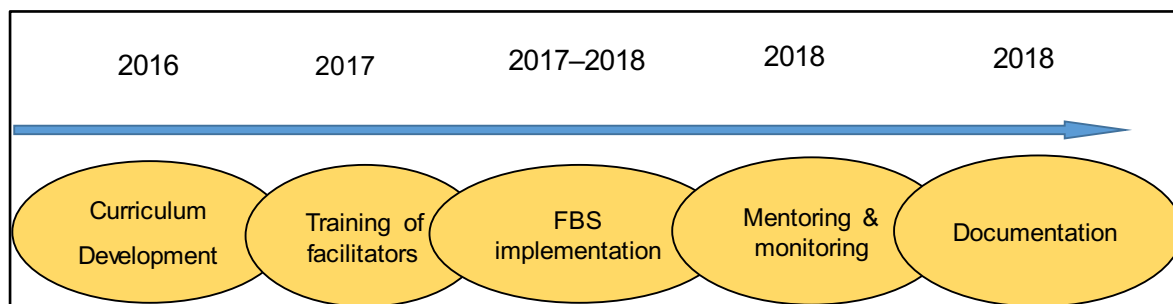 2016
2017
2017–2018
2018
2018
Curriculum
Development
Training of
facilitators
FBS
implementation
Mentoring &
monitoring
Documentation